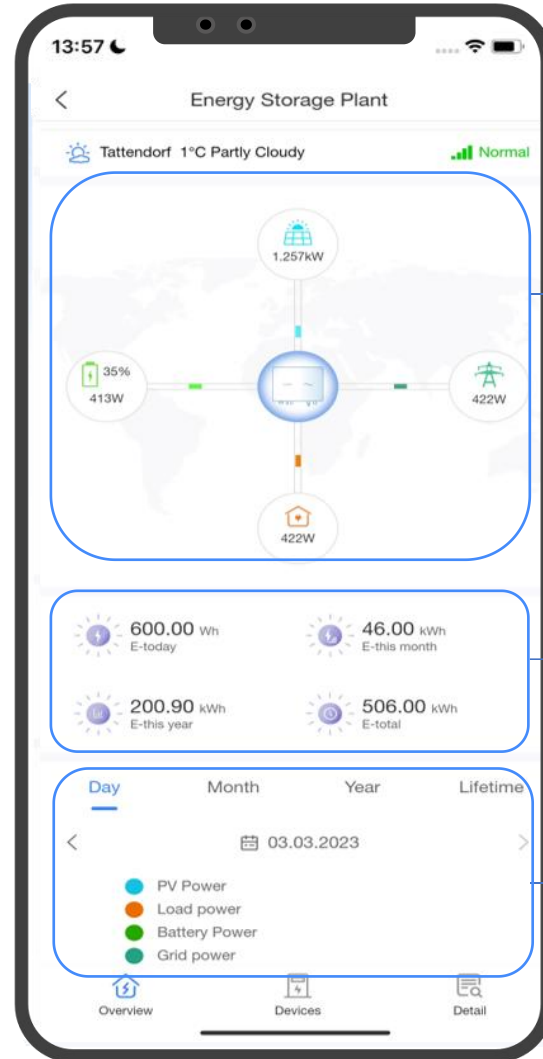 13:57
Energy Storage Plant
Tattendorf 1°C Partly Cloudy Normal
1.257kW
35%
413W
422W
422W
600.00 Wh
E-today
46.00 kWh
E-this month
200.90 kWh
E-this year
506.00 kWh
E-total
Day Month Year Lifetime
03.03.2023
PV Power
Load power
Battery Power
Grid power
Overview Devices Detail